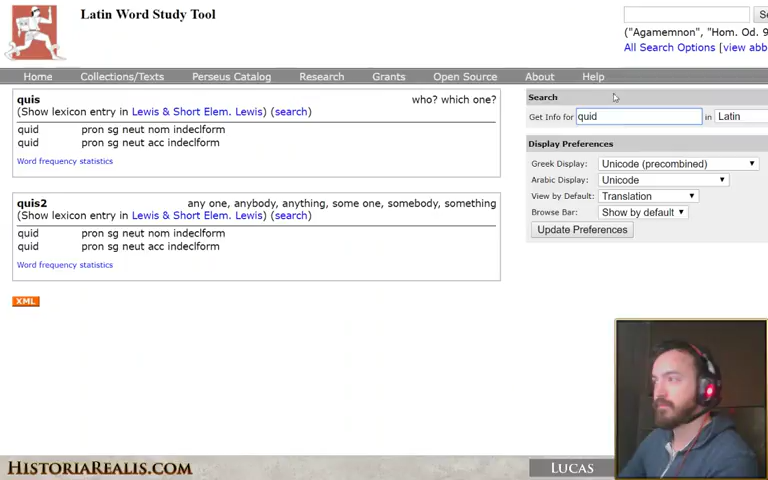 Latin Word Study Tool
("Agamemnon", "Hom. Od. 9
All Search Options [view abb
Home Collections/Texts Perseus Catalog Research Grants Open Source About Help
quis who? which one?
(Show lexicon entry in Lewis & Short Elem. Lewis) (search)
quid pron sg neut nom indeclform
quid pron sg neut acc indeclform
Word frequency statistics
quis2 any one, anybody, anything, some one, somebody, something
(Show lexicon entry in Lewis & Short Elem. Lewis) (search)
quid pron sg neut nom indeclform
quid pron sg neut acc indeclform
Word frequency statistics
XML
Search
Get Info for quid in Latin
Display Preferences
Greek Display: Unicode (precombined)
Arabic Display: Unicode
View by Default: Translation
Browse Bar: Show by default
Update Preferences
HistoriaRealis.com
Lucas